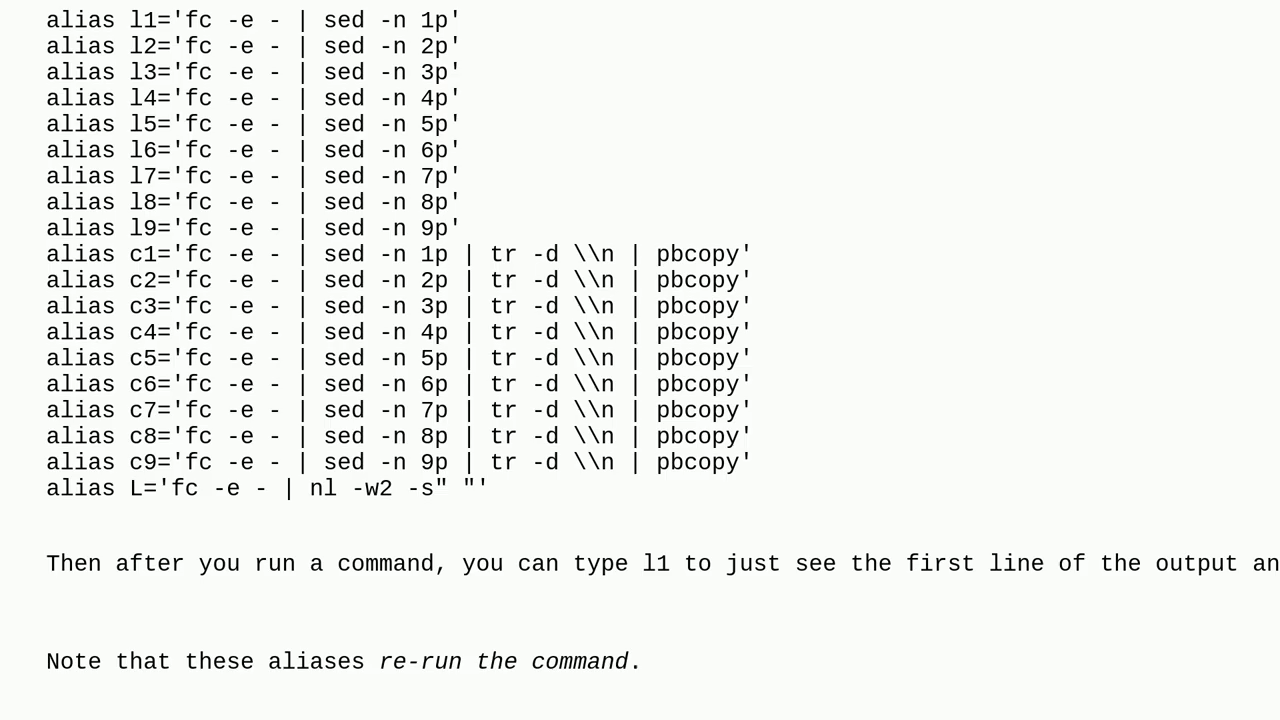 alias l1='fc -e - | sed -n 1p'
alias l2='fc -e - | sed -n 2p'
alias l3='fc -e - | sed -n 3p'
alias l4='fc -e - | sed -n 4p'
alias l5='fc -e - | sed -n 5p'
alias l6='fc -e - | sed -n 6p'
alias l7='fc -e - | sed -n 7p'
alias l8='fc -e - | sed -n 8p'
alias l9='fc -e - | sed -n 9p'
alias c1='fc -e - | sed -n 1p | tr -d \\n | pbcopy'
alias c2='fc -e - | sed -n 2p | tr -d \\n | pbcopy'
alias c3='fc -e - | sed -n 3p | tr -d \\n | pbcopy'
alias c4='fc -e - | sed -n 4p | tr -d \\n | pbcopy'
alias c5='fc -e - | sed -n 5p | tr -d \\n | pbcopy'
alias c6='fc -e - | sed -n 6p | tr -d \\n | pbcopy'
alias c7='fc -e - | sed -n 7p | tr -d \\n | pbcopy'
alias c8='fc -e - | sed -n 8p | tr -d \\n | pbcopy'
alias c9='fc -e - | sed -n 9p | tr -d \\n | pbcopy'
alias L='fc -e - | nl -w2 -s" "'
Then after you run a command, you can type l1 to just see the first line of the output an
Note that these aliases re-run the command.